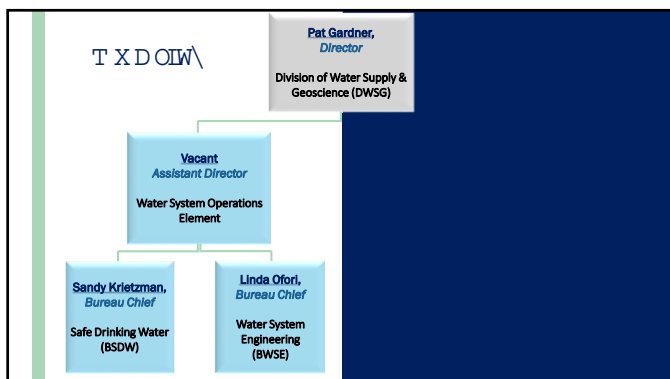 T X D O LW \
Pat Gardner,
Director
Division of Water Supply &
Geoscience (DWSG)
Vacant
Assistant Director
Water System Operations
Element
Sandy Krietzman,
Bureau Chief
Safe Drinking Water
(BSDW)
Linda Ofori,
Bureau Chief
Water System
Engineering
(BWSE)